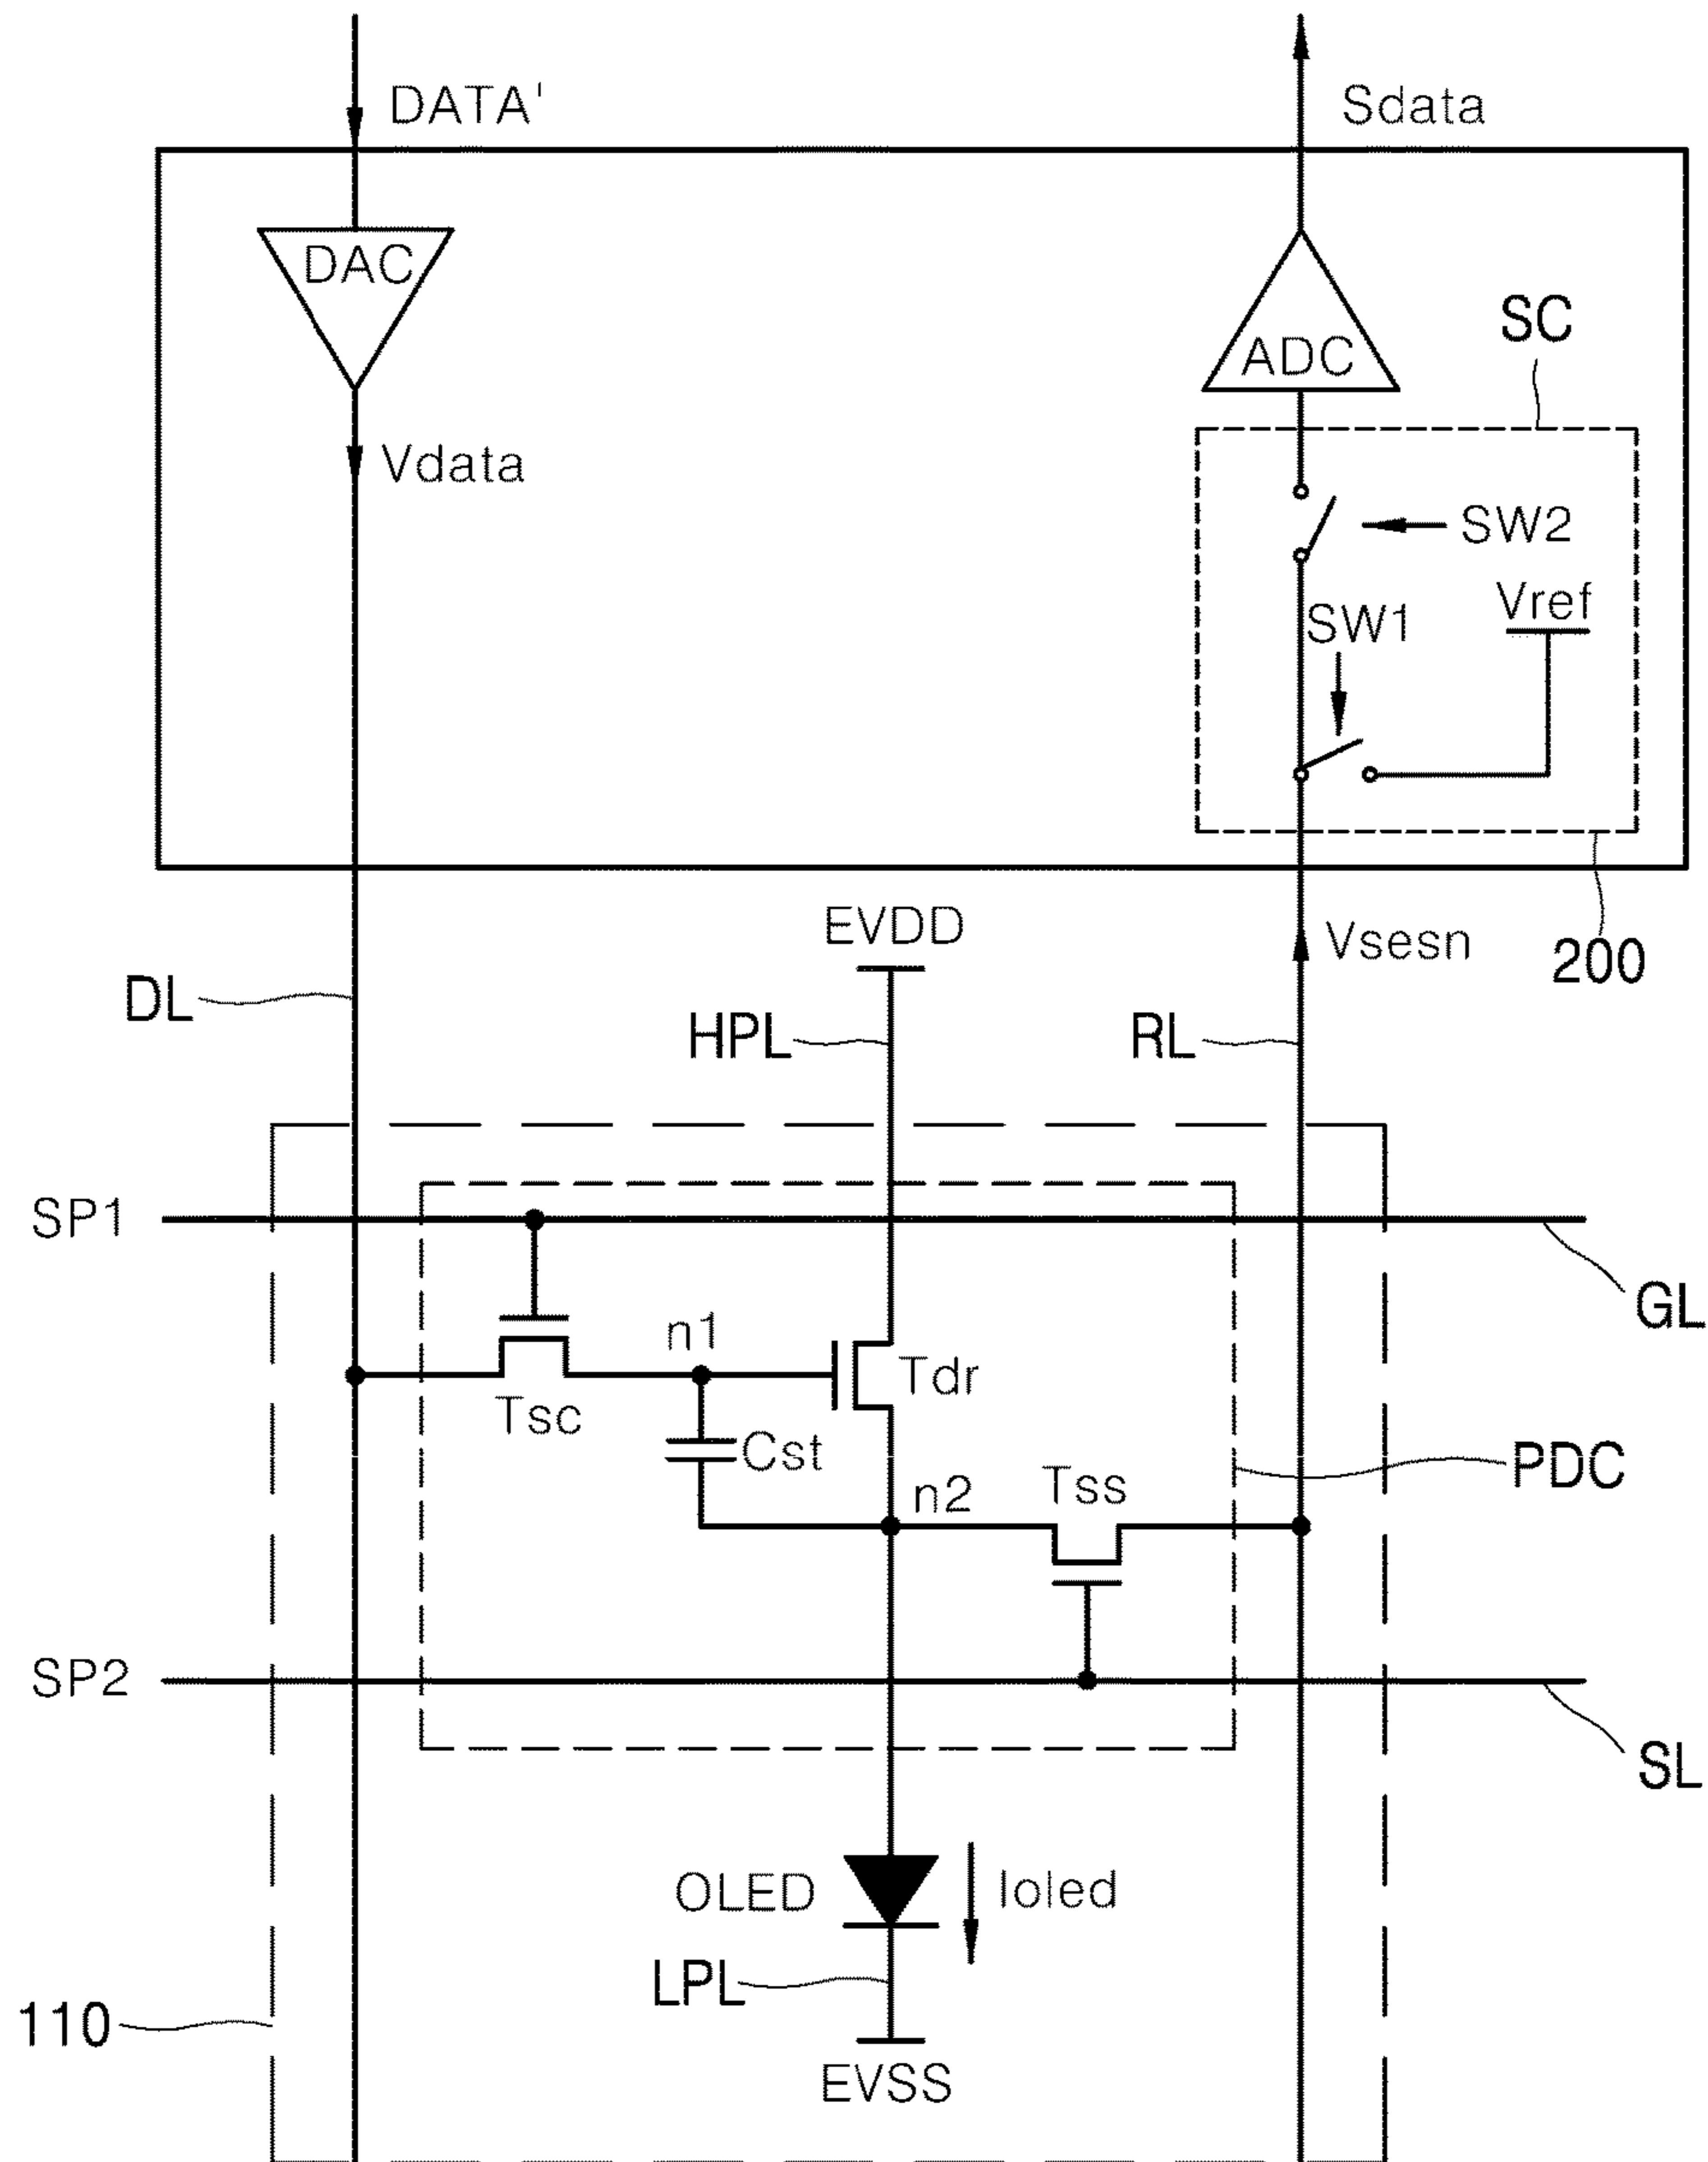 DATA'
Sdata
DAC
ADC
SC
Vdata
SW2
Vref
SW1
EVDD
Vsesn
200
DL
HPL
RL
SP1
GL
n1
Tdr
Tsc
Cst
PDC
Tss
n2
SP2
SL
OLED
Ioled
LPL
110
EVSS